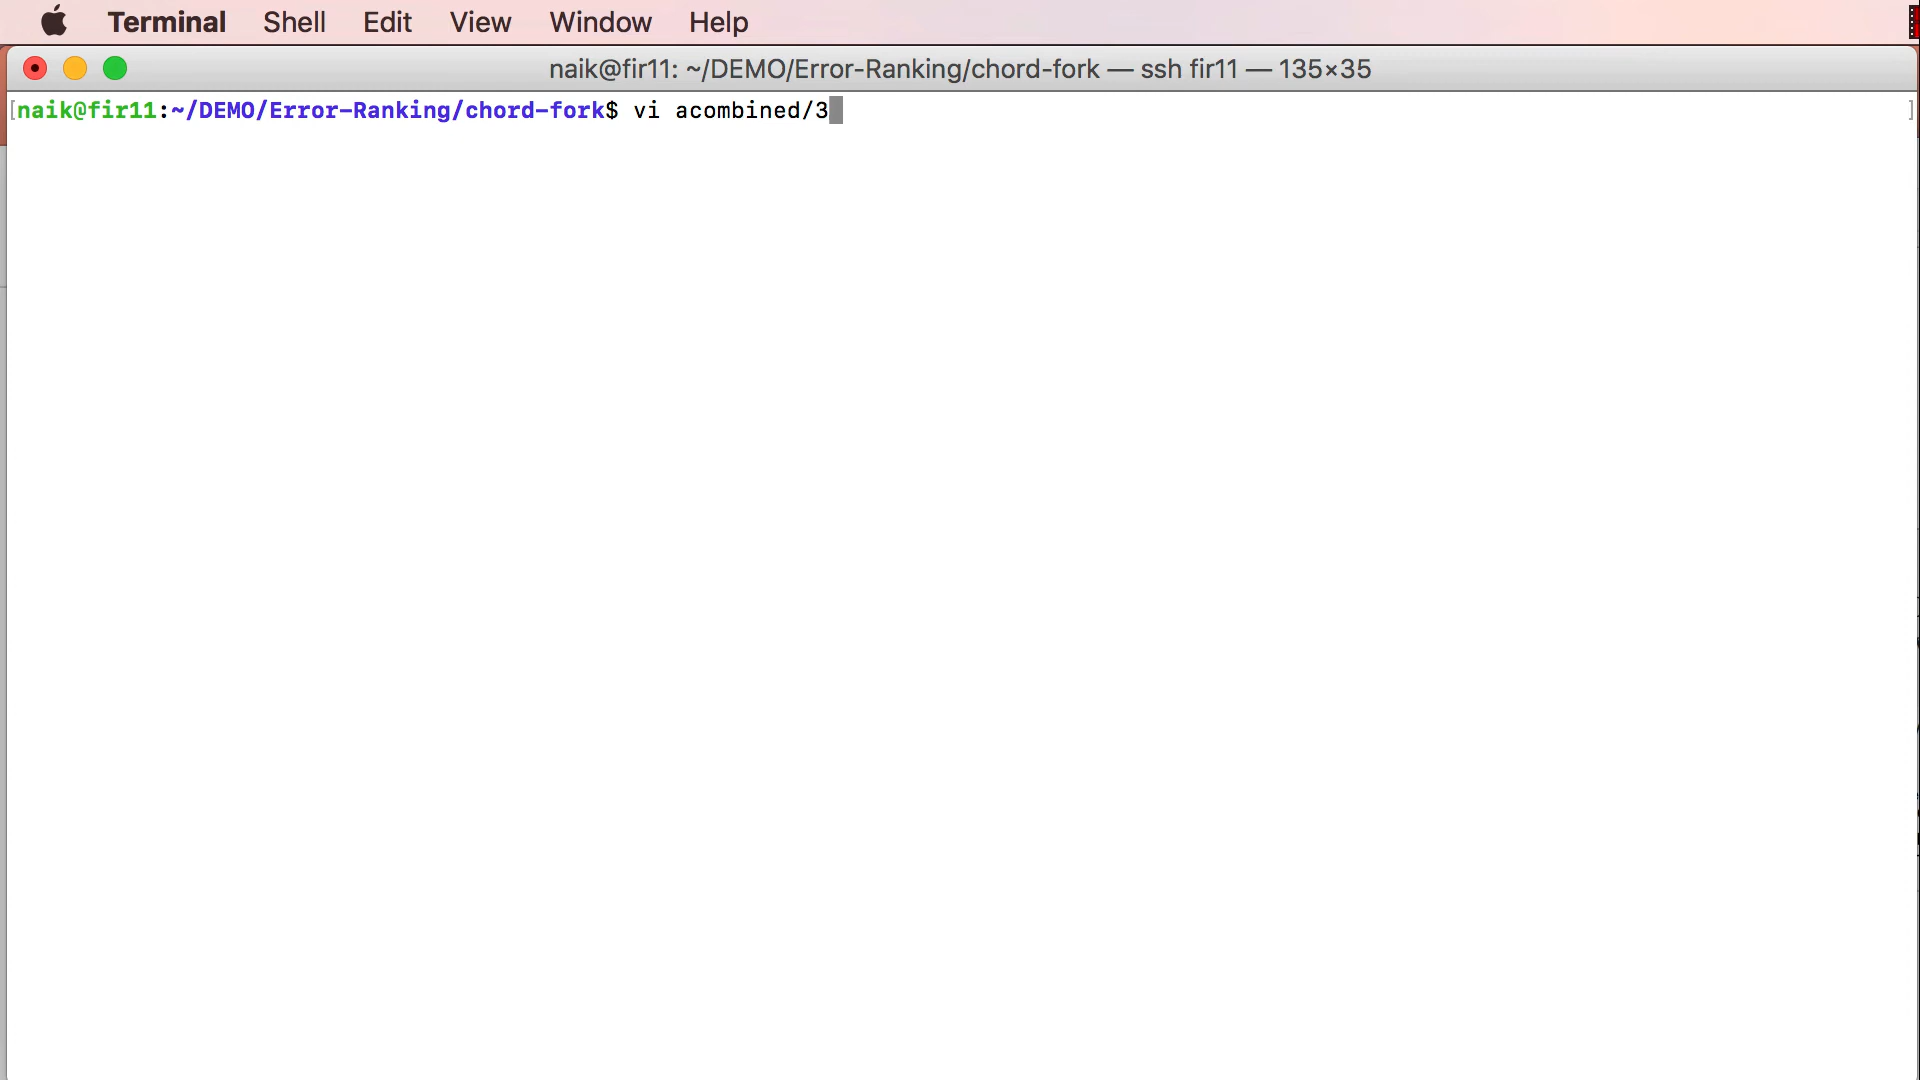 Terminal Shell Edit View Window Help
naik@fir11: ~/DEMO/Error-Ranking/chord-fork — ssh fir11 — 135×35
[naik@fir11:~/DEMO/Error-Ranking/chord-fork$ vi acombined/3 ]